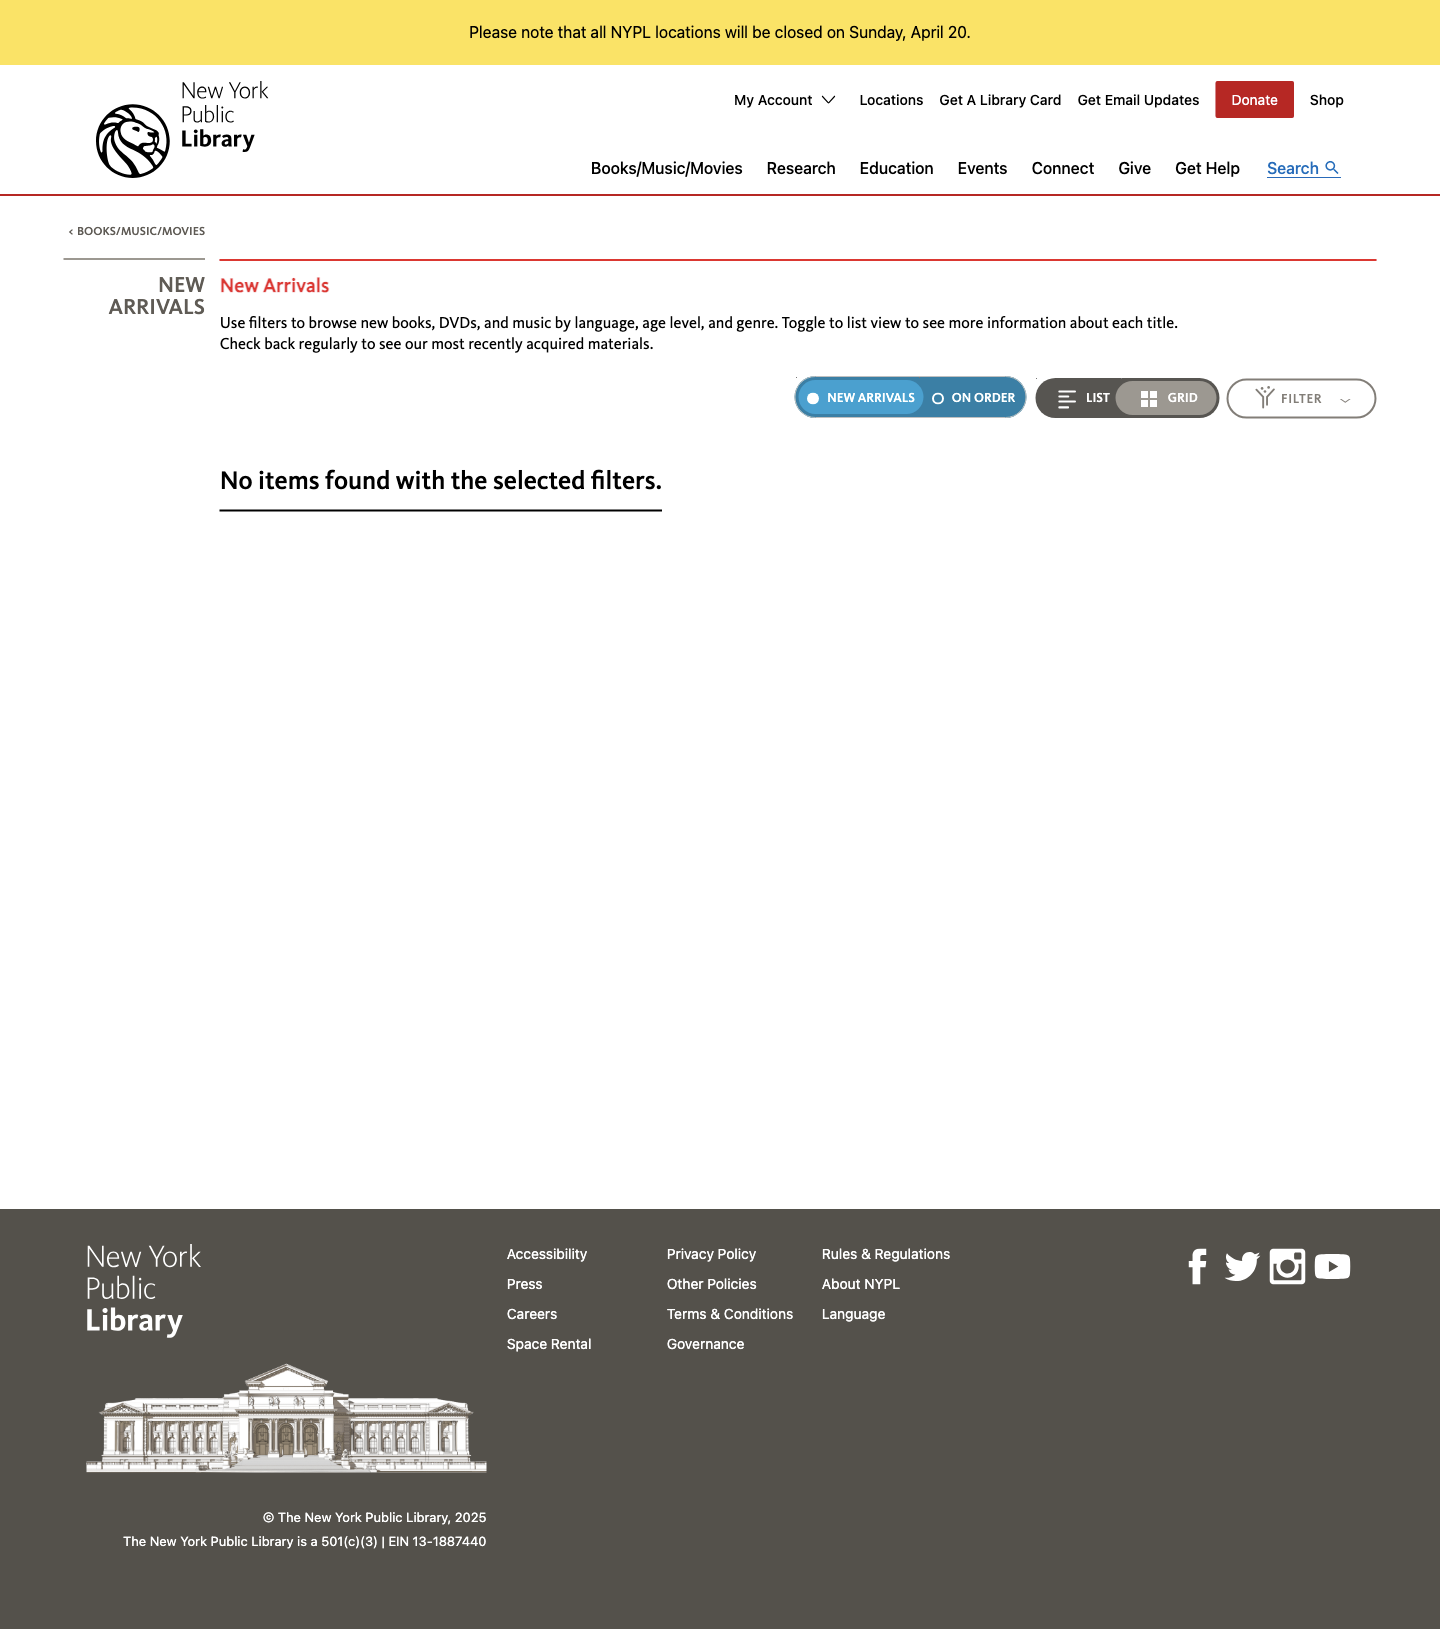 Please note that all NYPL locations will be closed on Sunday, April 20.
New York
Public
Library
My Account Locations Get A Library Card Get Email Updates Donate Shop
Books/Music/Movies Research Education Events Connect Give Get Help Search
< BOOKS/MUSIC/MOVIES
NEW
ARRIVALS
New Arrivals
Use filters to browse new books, DVDs, and music by language, age level, and genre. Toggle to list view to see more information about each title.
Check back regularly to see our most recently acquired materials.
NEW ARRIVALS ON ORDER LIST GRID FILTER
No items found with the selected filters.
New York
Public
Library
Accessibility
Press
Careers
Space Rental
Privacy Policy
Other Policies
Terms & Conditions
Governance
Rules & Regulations
About NYPL
Language
© The New York Public Library, 2025
The New York Public Library is a 501(c)(3) | EIN 13-1887440